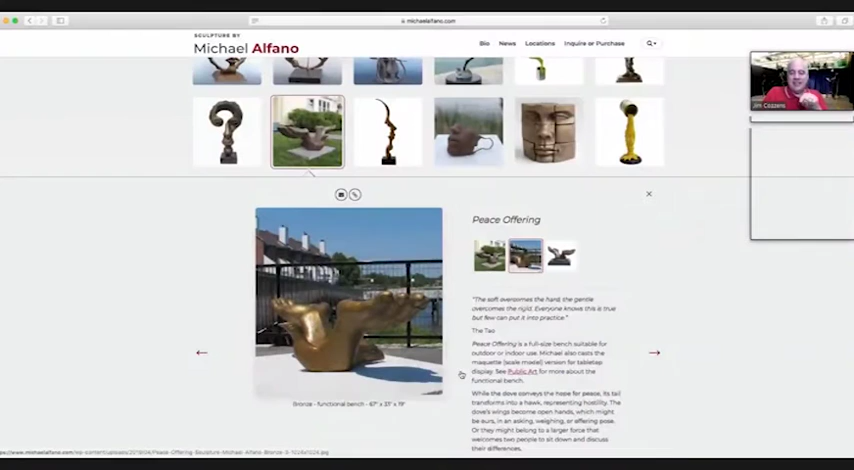 michaelalfano.com
SCULPTURE BY
Michael Alfano
Bio News Locations Inquire or Purchase
Jim Cozzens
Peace Offering
"The soft overcomes the hard; the gentle
overcomes the rigid. Everyone knows this is true
but few can put it into practice."
The Tao
Peace Offering is a full-size bench suitable for
outdoor or indoor use. Michael also casts the
maquette (scale model) version for tabletop
display. See Public Art for more about the
functional bench.
Bronze - functional bench - 67" x 23" x 19"
While the dove conveys the hope for peace, its tail
transforms into a hawk, representing hostility. The
dove's wings become open hands, which might
be ours, in an asking, weighing, or offering pose.
Or they might belong to a larger force that
welcomes two people to sit down and discuss
their differences.